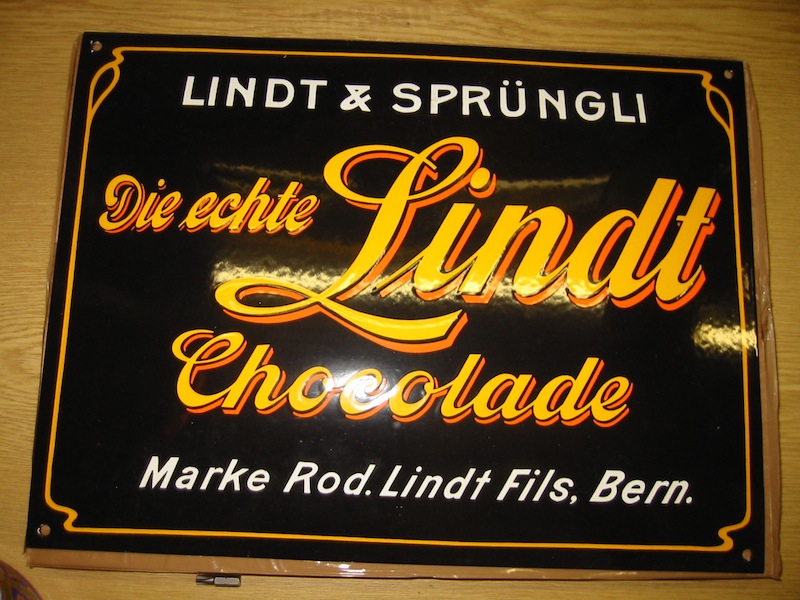 LINDT & SPRÜNGLI
Die echte Lindt
Chocolade
Marke Rod. Lindt Fils, Bern.